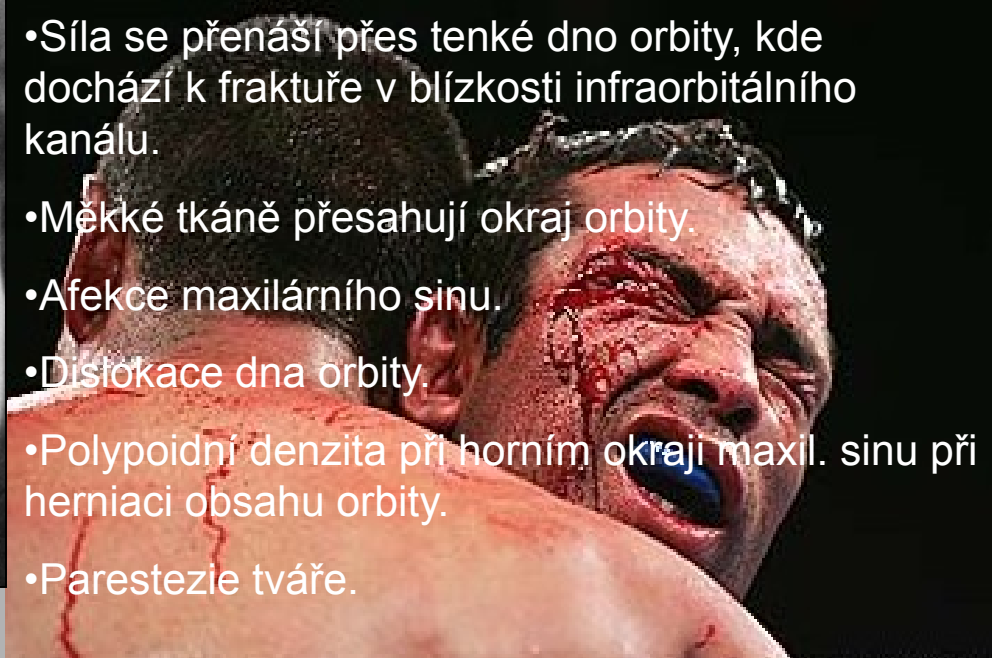 •Síla se přenáší přes tenké dno orbity, kde
dochází k fraktuře v blízkosti infraorbitálního
kanálu.
•Měkké tkáně přesahují okraj orbity.
•Afekce maxilárního sinu.
•Dislokace dna orbity.
•Polypoidní denzita při horním okraji maxil. sinu při
herniaci obsahu orbity.
•Parestezie tváře.